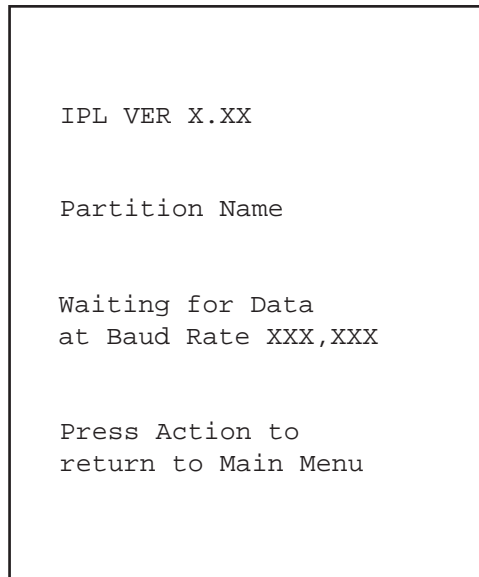 IPL VER X.XX
Partition Name
Waiting for Data
at Baud Rate XXX,XXX
Press Action to
return to Main Menu